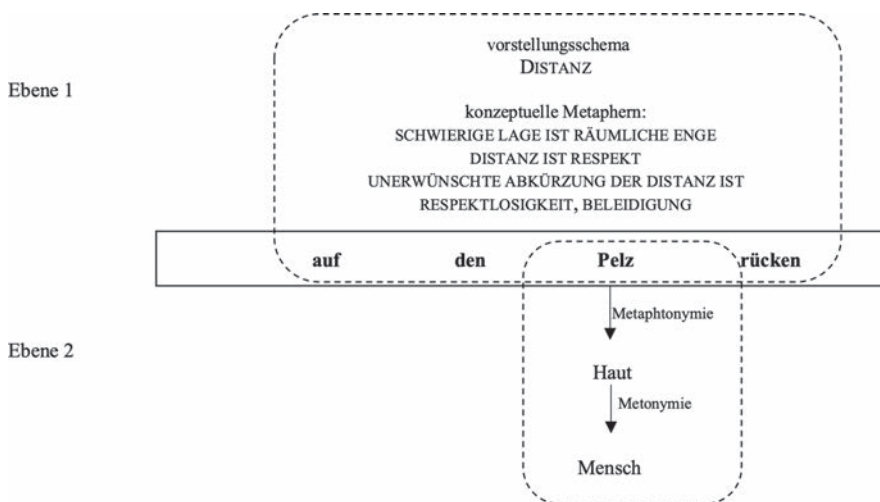 vorstellungsschema
DISTANZ
Ebene 1
konzeptuelle Metaphern:
SCHWIERIGE LAGE IST RÄUMLICHE ENGE
DISTANZ IST RESPEKT
UNERWÜNSCHTE ABKÜRZUNG DER DISTANZ IST
RESPEKTLOSIGKEIT, BELEIDIGUNG
auf den Pelz rücken
Metaphtonymie
Ebene 2
Haut
Metonymie
Mensch